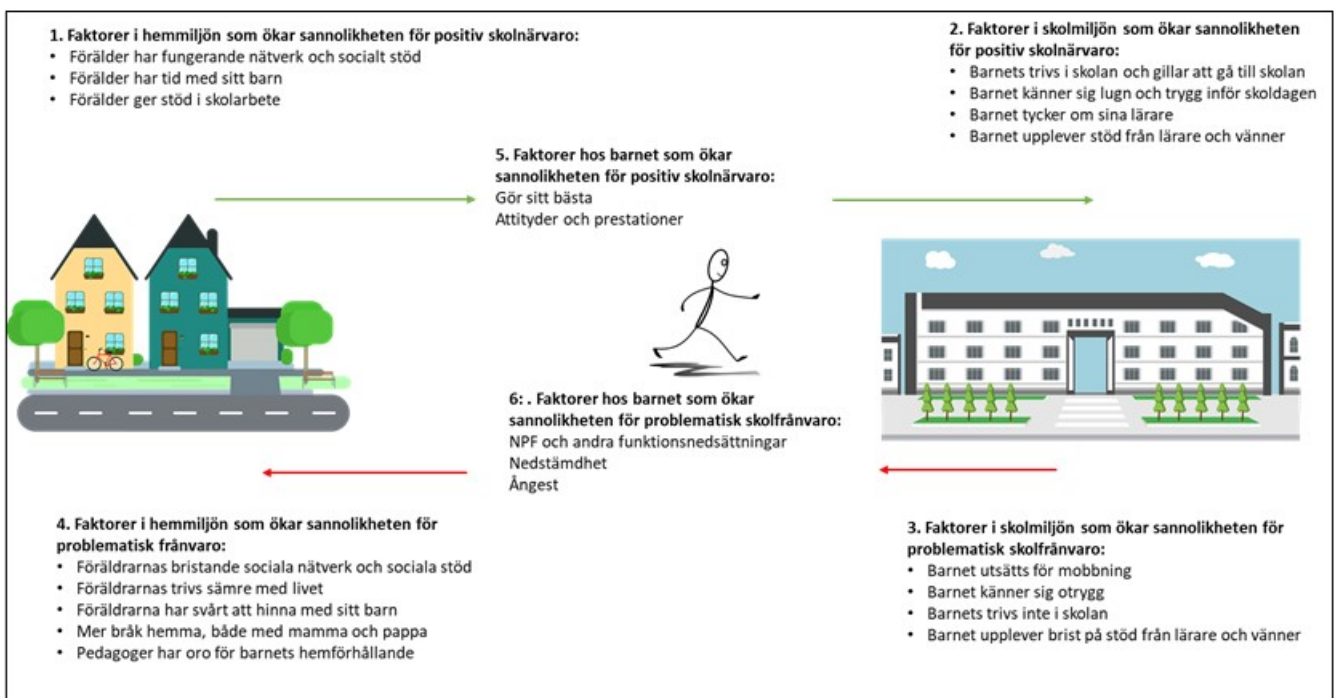 1. Faktorer i hemmiljön som ökar sannolikheten för positiv skolnärvaro:
• Förälder har fungerande nätverk och socialt stöd
• Förälder har tid med sitt barn
• Förälder ger stöd i skolarbete
2. Faktorer i skolmiljön som ökar sannolikheten
för positiv skolnärvaro:
• Barnets trivs i skolan och gillar att gå till skolan
• Barnet känner sig lugn och trygg inför skoldagen
• Barnet tycker om sina lärare
• Barnet upplever stöd från lärare och vänner
5. Faktorer hos barnet som ökar
sannolikheten för positiv skolnärvaro:
Gör sitt bästa
Attityder och prestationer
6: . Faktorer hos barnet som ökar
sannolikheten för problematisk skolfrånvaro:
NPF och andra funktionsnedsättningar
Nedstämdhet
Ångest
4. Faktorer i hemmiljön som ökar sannolikheten för
problematisk frånvaro:
• Föräldrarnas bristande sociala nätverk och sociala stöd
• Föräldrarnas trivs sämre med livet
• Föräldrarna har svårt att hinna med sitt barn
• Mer bråk hemma, både med mamma och pappa
• Pedagoger har oro för barnets hemförhållande
3. Faktorer i skolmiljön som ökar sannolikheten för
problematisk skolfrånvaro:
• Barnet utsätts för mobbning
• Barnet känner sig otrygg
• Barnets trivs inte i skolan
• Barnet upplever brist på stöd från lärare och vänner